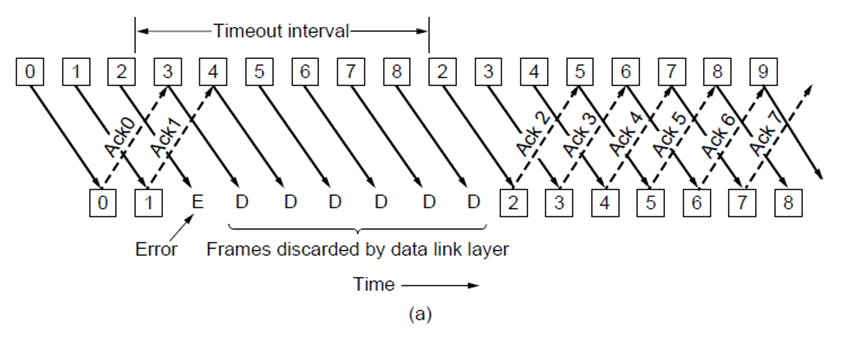 Timeout interval
0 1 2 3 4 5 6 7 8 2 3 4 5 6 7 8 9
Ack0 Ack1 Ack 2 Ack 3 Ack 4 Ack 5 Ack 6 Ack 7
0 1 E D D D D D D 2 3 4 5 6 7 8
Error Frames discarded by data link layer
Time
(a)